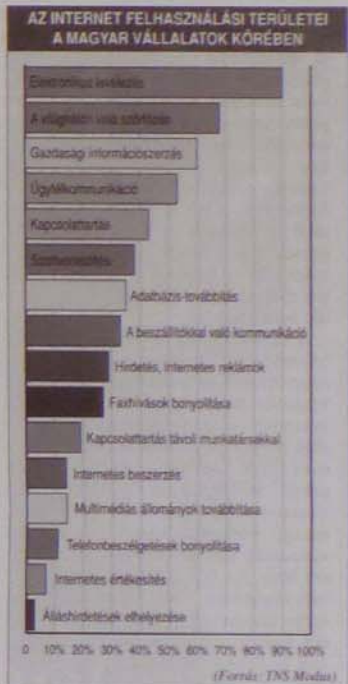 AZ INTERNET FELHASZNÁLÁSI TERÜLETEI
A MAGYAR VÁLLALATOK KÖRÉBEN
Elektronikus levelezés
A világhálón való szörfözés
Gazdasági információszerzés
Ügyfélkommunikáció
Kapcsolattartás
Adatbázis-továbbítás
A beszállítókkal való kommunikáció
Hirdetés, internetes reklámok
Faxhívások bonyolítása
Kapcsolattartás távoli munkatársakkal
Internetes beszerzés
Multimédiás állományok továbbítása
Telefonbeszélgetések bonyolítása
Internetes értékesítés
Álláshirdetések elhelyezése
0 10% 20% 30% 40% 50% 60% 70% 80% 90% 100%
(Forrás: TNS Modus)